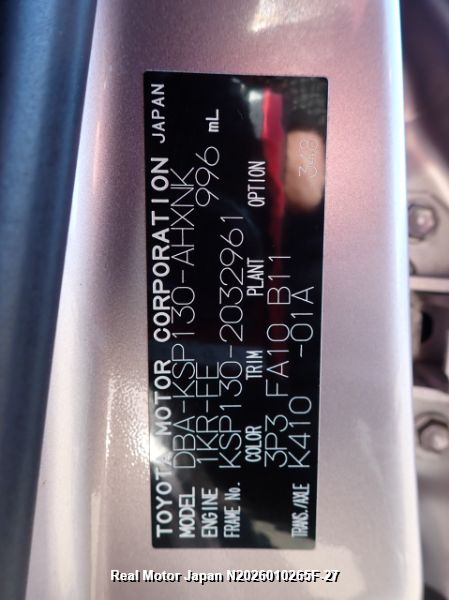 TOYOTA MOTOR CORPORATION JAPAN
MODEL DBA-KSP130-AHXNK
ENGINE 1KR-FE 996 mL
FRAME No. KSP130-2032961
COLOR TRIM PLANT OPTION
3P3 FA10 B11 348
TRANS./AXLE K410 -01A
Real Motor Japan N2026010265F-27